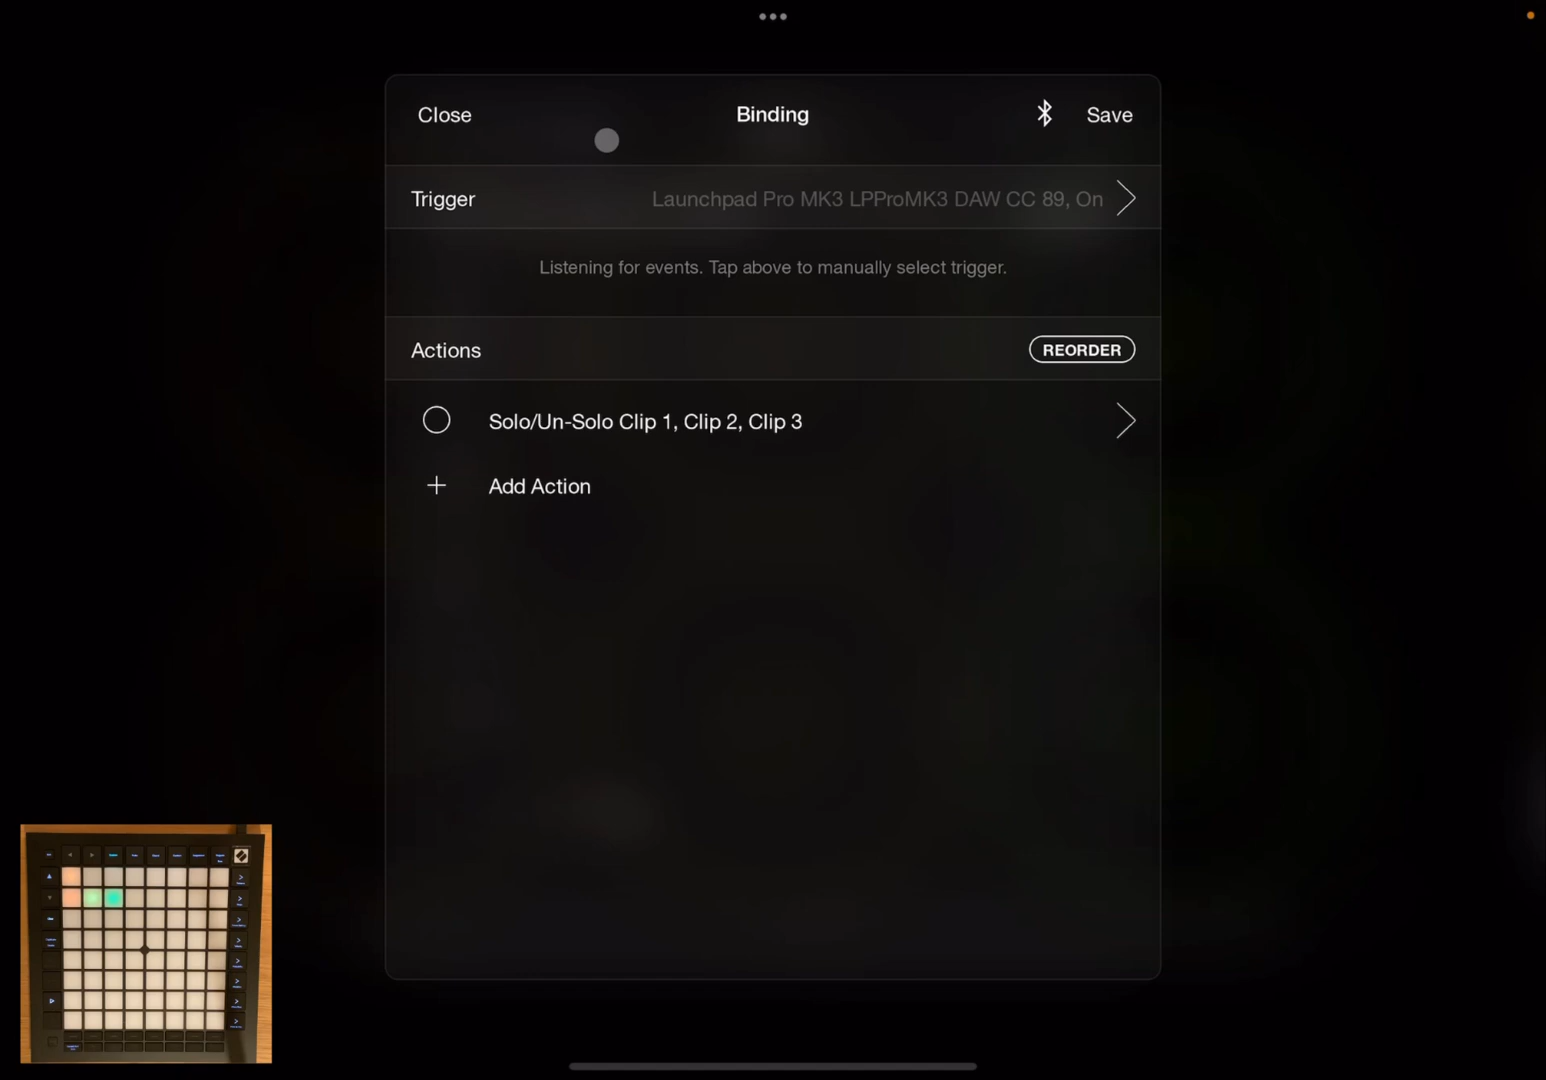 Close
Binding
Save
Trigger
Launchpad Pro MK3 LPProMK3 DAW CC 89, On
Listening for events. Tap above to manually select trigger.
Actions
REORDER
Solo/Un-Solo Clip 1, Clip 2, Clip 3
Add Action